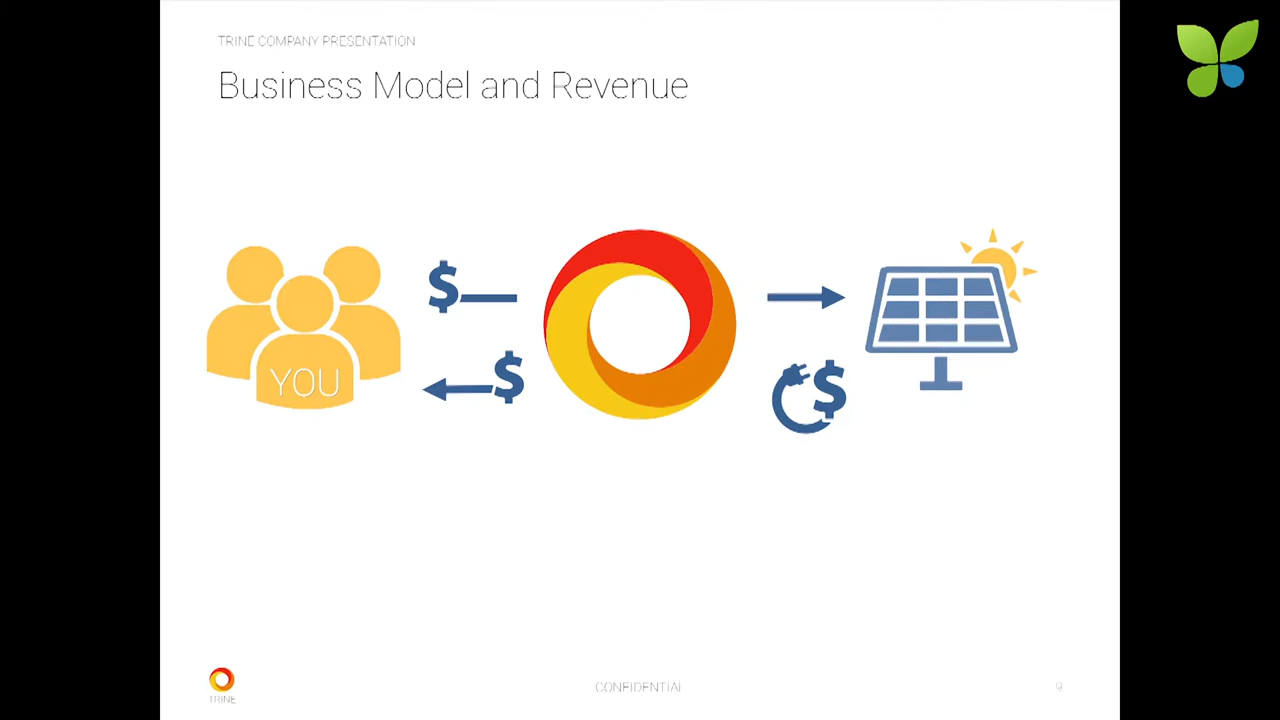 TRINE COMPANY PRESENTATION
Business Model and Revenue
$
YOU
$
$
TRINE
CONFIDENTIAL
9